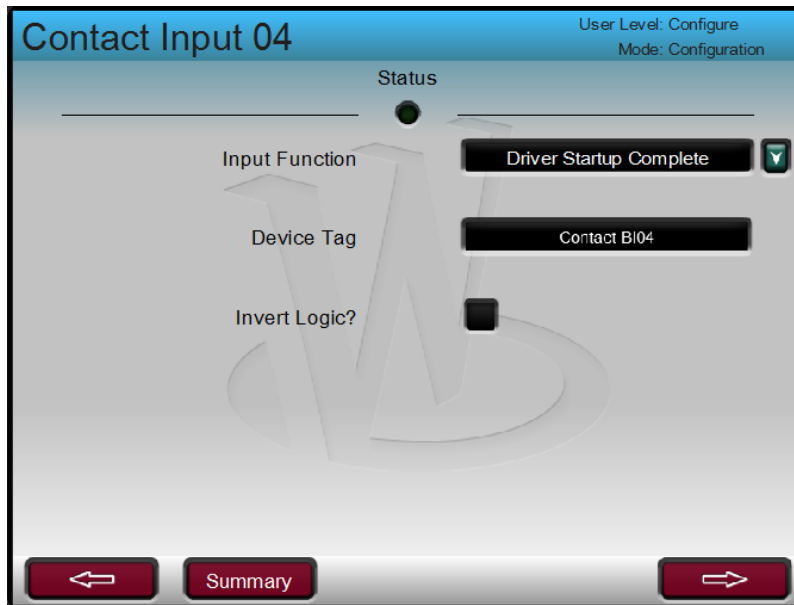 Contact Input 04
User Level: Configure
Mode: Configuration
Status
Input Function
Driver Startup Complete
Device Tag
Contact BI04
Invert Logic?
Summary